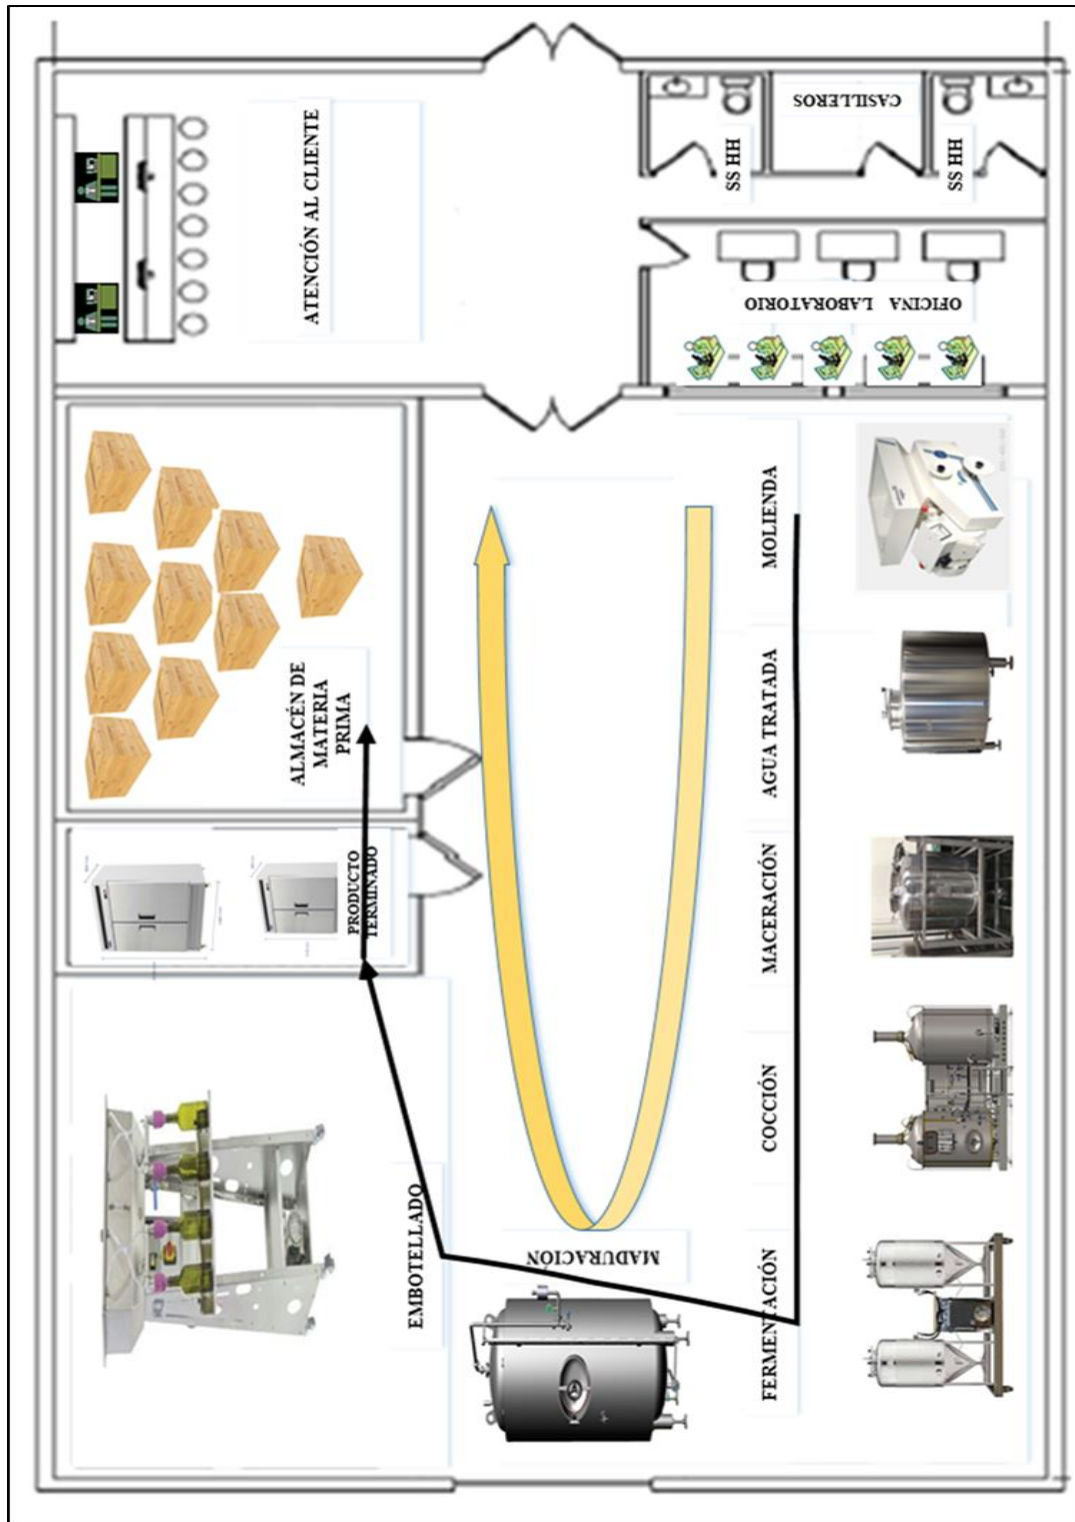 CASILLEROS
SS HH
SS HH
ATENCIÓN AL CLIENTE
OFICINA LABORATORIO
MOLIENDA
ALMACÉN DE
MATERIA
PRIMA
AGUA TRATADA
PRODUCTO
TERMINADO
MACERACIÓN
COCCIÓN
EMBOTELLADO
MADURACIÓN
FERMENTACIÓN